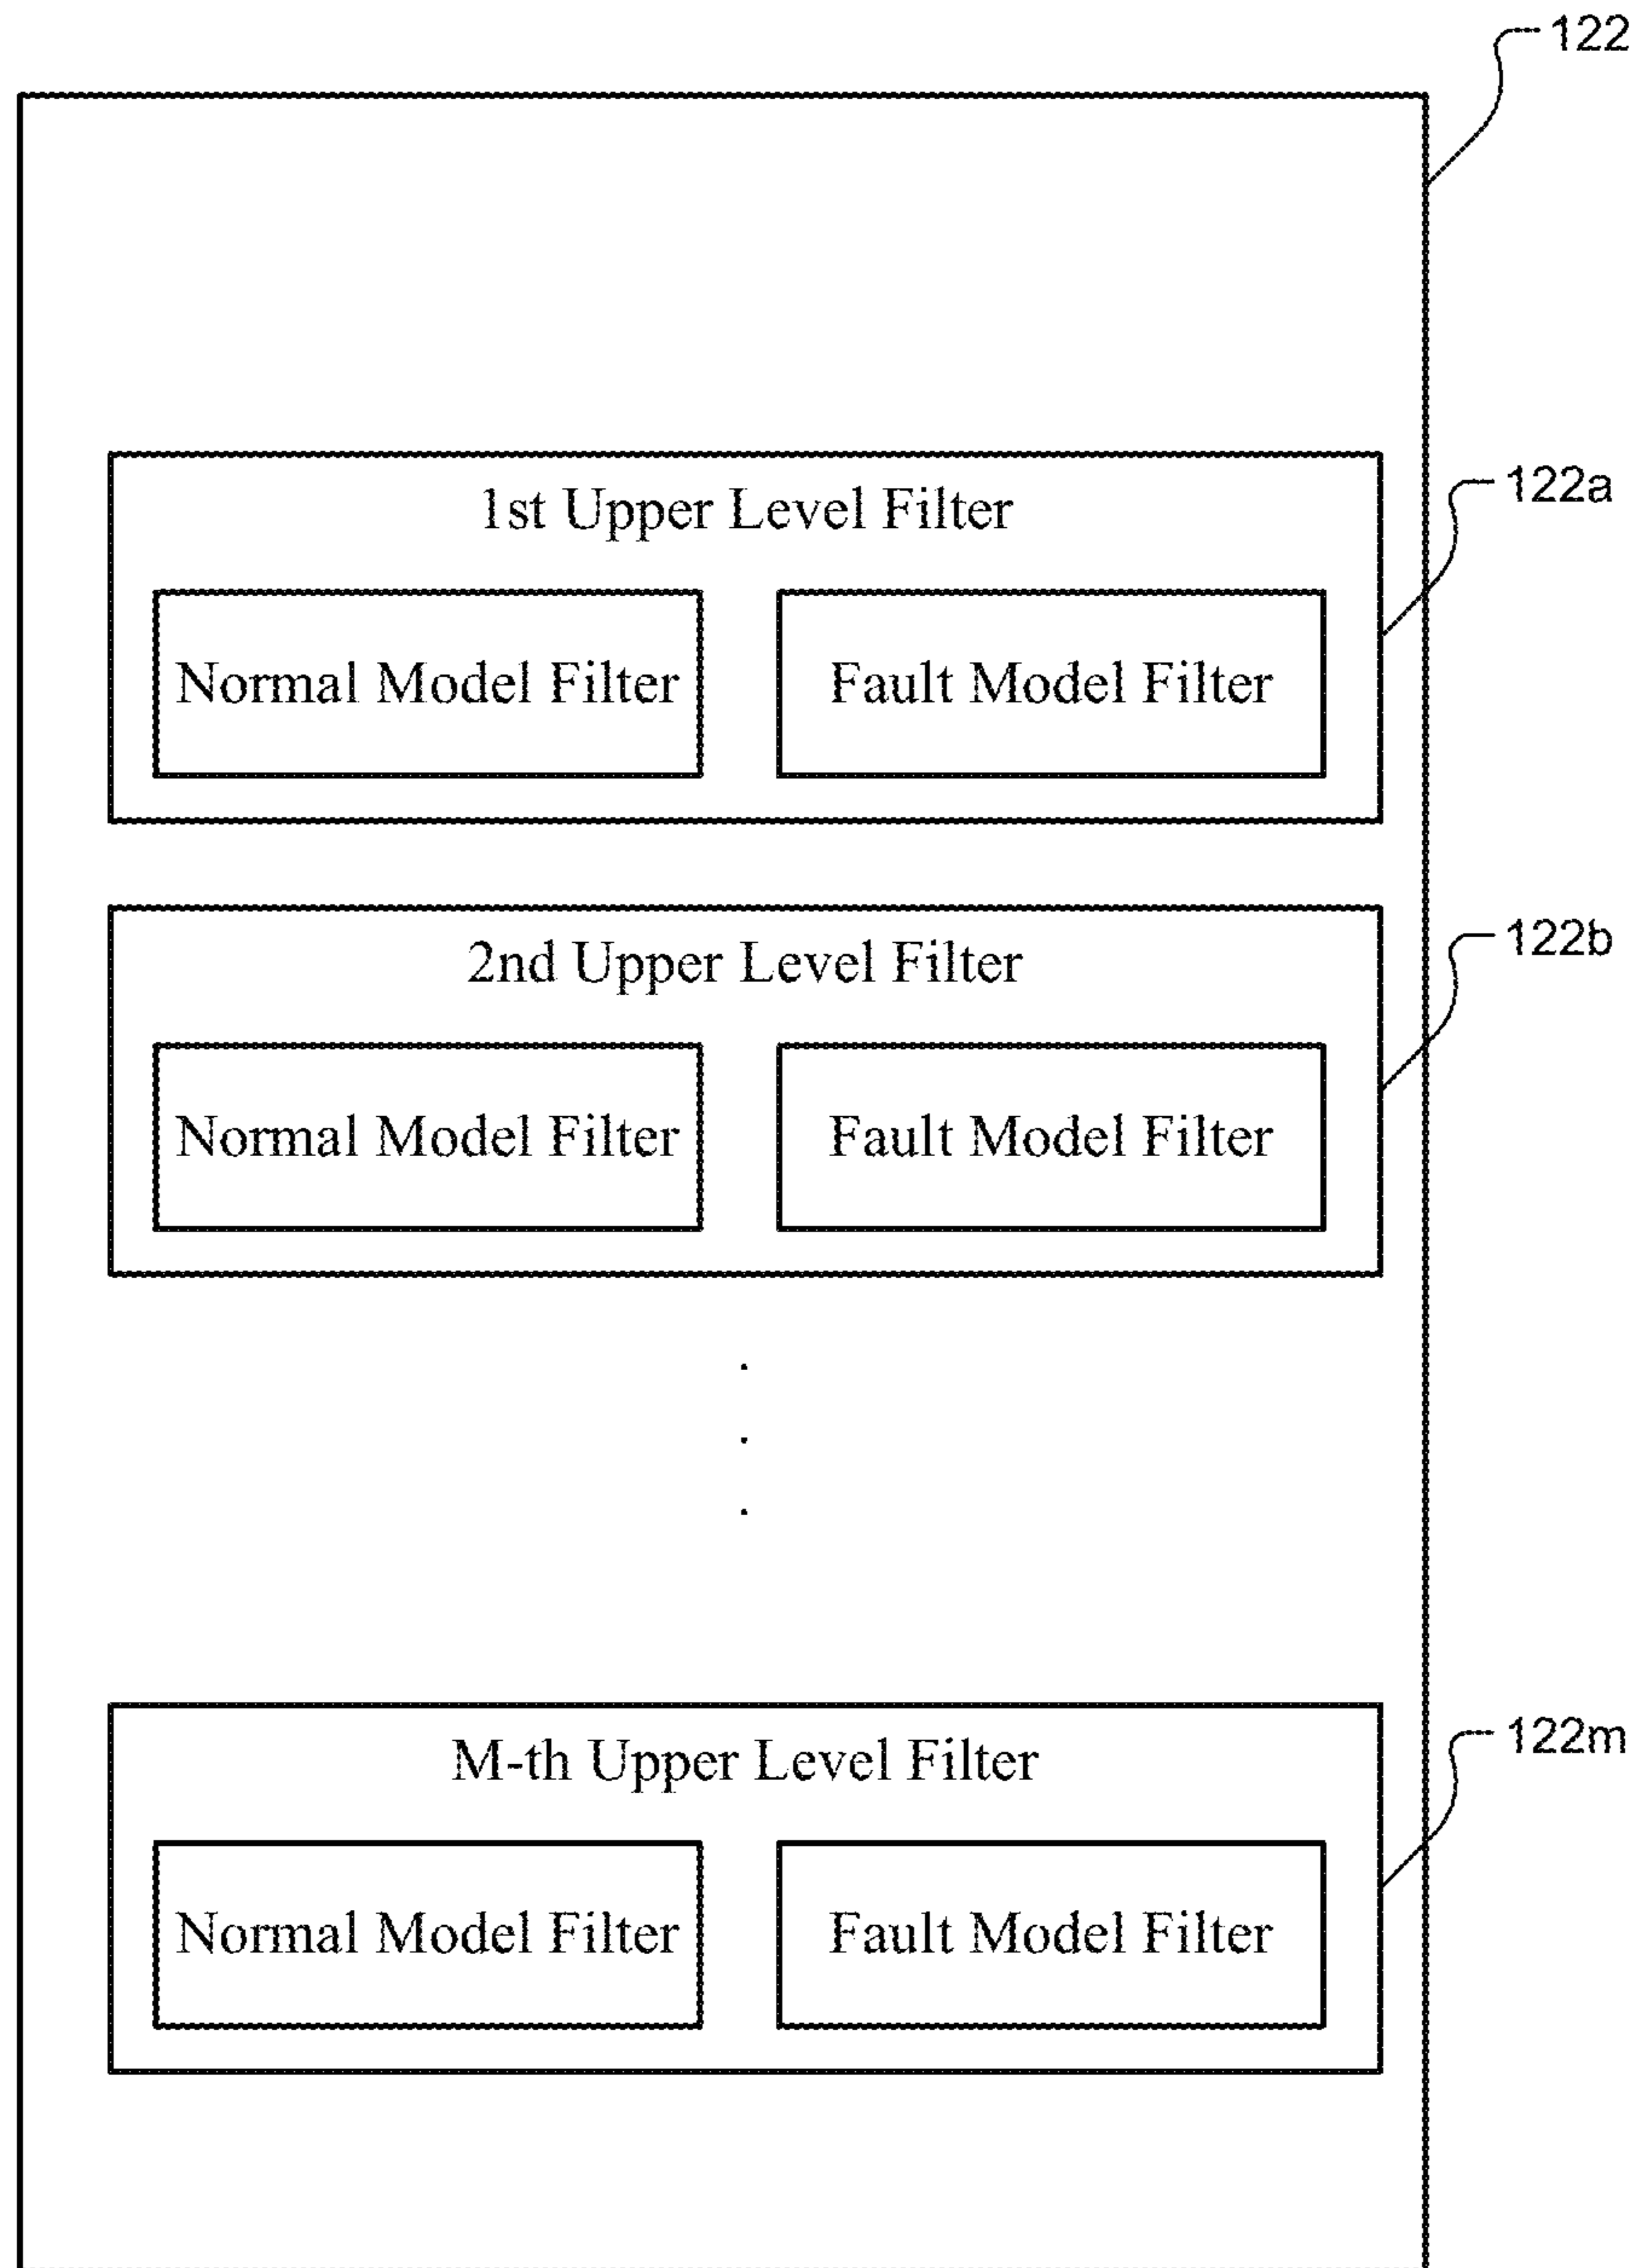 122
1st Upper Level Filter
122a
Normal Model Filter
Fault Model Filter
2nd Upper Level Filter
122b
Normal Model Filter
Fault Model Filter
.
.
.
M-th Upper Level Filter
122m
Normal Model Filter
Fault Model Filter